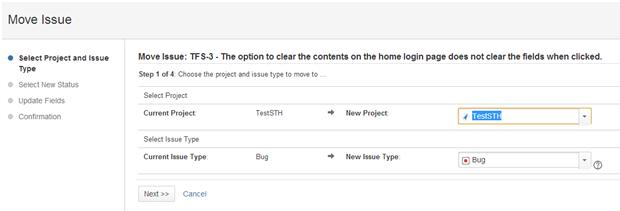 Move Issue
Select Project and Issue
Type
Select New Status
Update Fields
Confirmation
Move Issue: TFS-3 - The option to clear the contents on the home login page does not clear the fields when clicked.
Step 1 of 4: Choose the project and issue type to move to ...
Select Project
Current Project: TestSTH New Project: TestSTH
Select Issue Type
Current Issue Type: Bug New Issue Type: Bug
Next >> Cancel